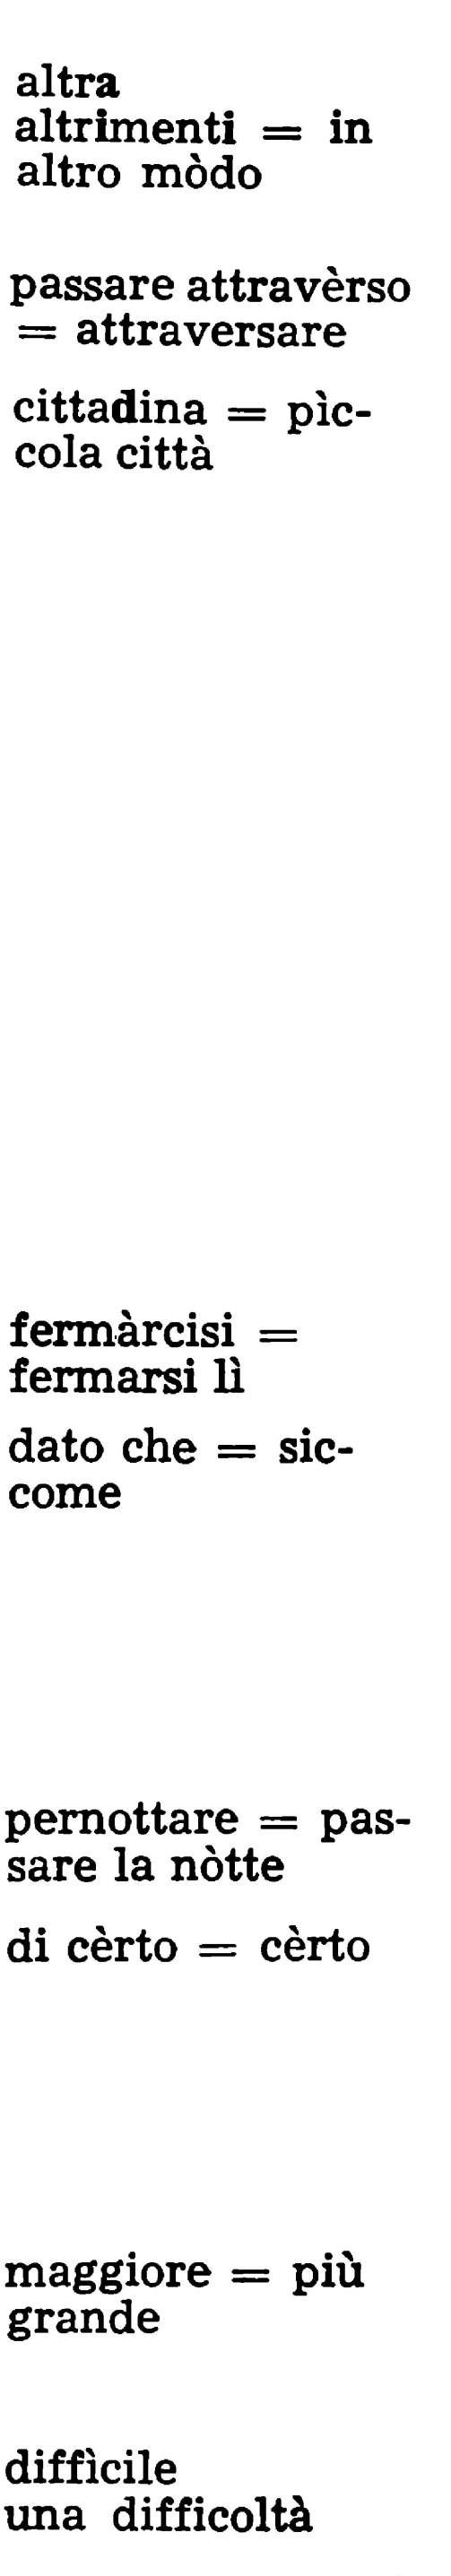 altra
altrimenti = in
altro mòdo
passare attravèrso
= attraversare
cittadina = pìc-
cola città
fermàrcisi =
fermarsi lì
dato che = sic-
come
pernottare = pas-
sare la nòtte
di cèrto = cèrto
maggiore = più
grande
diffìcile
una difficoltà